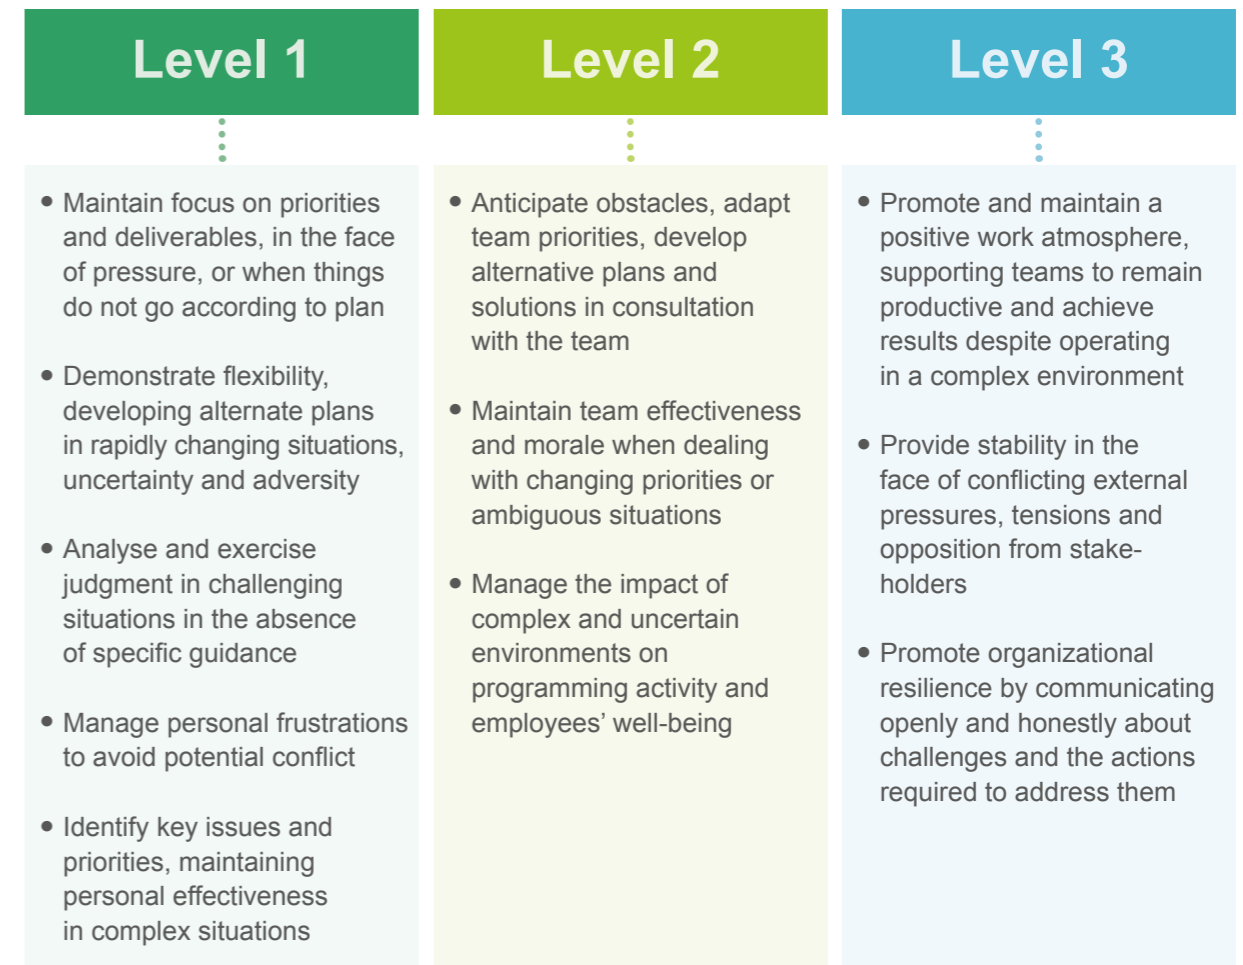 Level 1
• Maintain focus on priorities
and deliverables, in the face
of pressure, or when things
do not go according to plan
• Demonstrate flexibility,
developing alternate plans
in rapidly changing situations,
uncertainty and adversity
• Analyse and exercise
judgment in challenging
situations in the absence
of specific guidance
• Manage personal frustrations
to avoid potential conflict
• Identify key issues and
priorities, maintaining
personal effectiveness
in complex situations
Level 2
• Anticipate obstacles, adapt
team priorities, develop
alternative plans and
solutions in consultation
with the team
• Maintain team effectiveness
and morale when dealing
with changing priorities or
ambiguous situations
• Manage the impact of
complex and uncertain
environments on
programming activity and
employees’ well-being
Level 3
• Promote and maintain a
positive work atmosphere,
supporting teams to remain
productive and achieve
results despite operating
in a complex environment
• Provide stability in the
face of conflicting external
pressures, tensions and
opposition from stake-
holders
• Promote organizational
resilience by communicating
openly and honestly about
challenges and the actions
required to address them